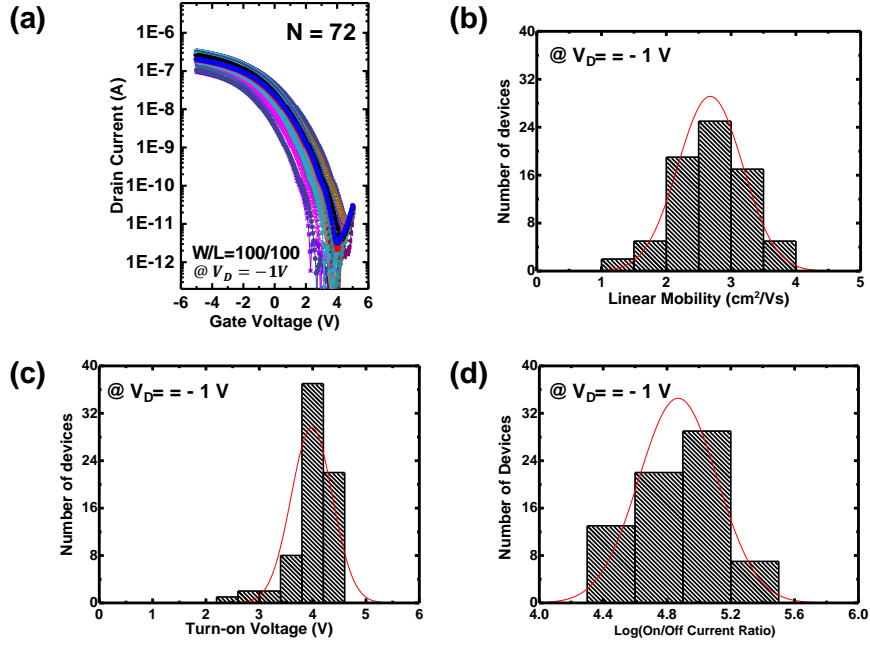 (a)
N = 72
1E-6
1E-7
1E-8
1E-9
1E-10
1E-11
1E-12
Drain Current (A)
W/L=100/100
@ V_D = −1V
-6 -4 -2 0 2 4 6
Gate Voltage (V)
(b)
@ V_D= = - 1 V
40
32
24
16
8
0
Number of devices
0 1 2 3 4 5
Linear Mobility (cm²/Vs)
(c)
@ V_D= = - 1 V
40
32
24
16
8
0
Number of devices
0 1 2 3 4 5 6
Turn-on Voltage (V)
(d)
@ V_D= = - 1 V
40
32
24
16
8
0
Number of Devices
4.0 4.4 4.8 5.2 5.6 6.0
Log(On/Off Current Ratio)